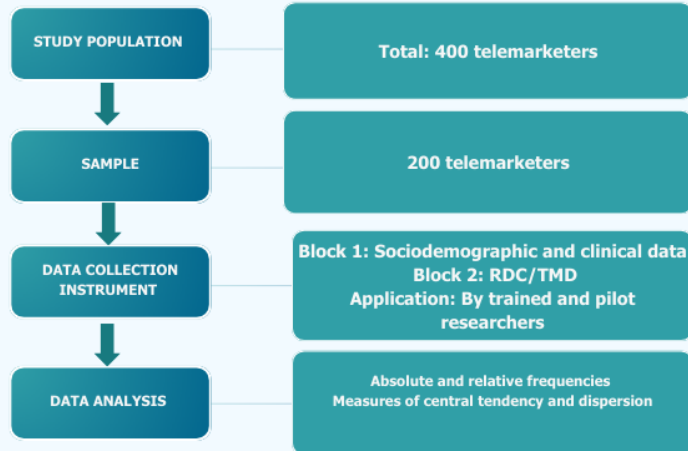 STUDY POPULATION
Total: 400 telemarketers
SAMPLE
200 telemarketers
DATA COLLECTION
INSTRUMENT
Block 1: Sociodemographic and clinical data
Block 2: RDC/TMD
Application: By trained and pilot
researchers
DATA ANALYSIS
Absolute and relative frequencies
Measures of central tendency and dispersion